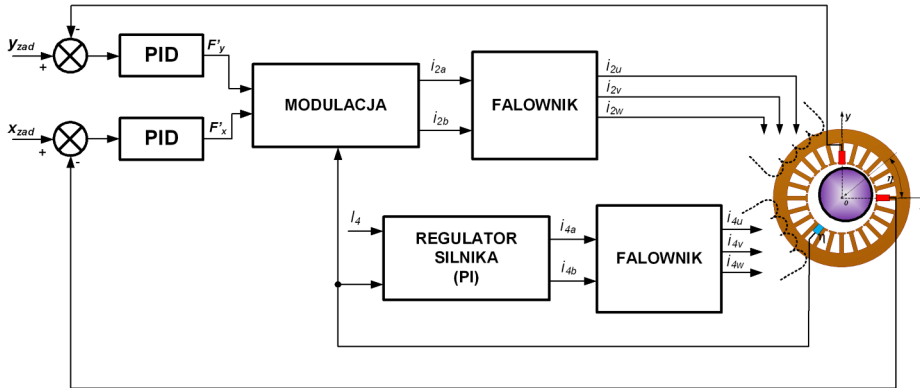 -
y_zad
+
PID
F'_y
x_zad
+
-
PID
F'_x
MODULACJA
i_2a
i_2b
FALOWNIK
i_2u
i_2v
i_2w
I_4
REGULATOR
SILNIKA
(PI)
i_4a
i_4b
FALOWNIK
i_4u
i_4v
i_4w
y
η
0
η